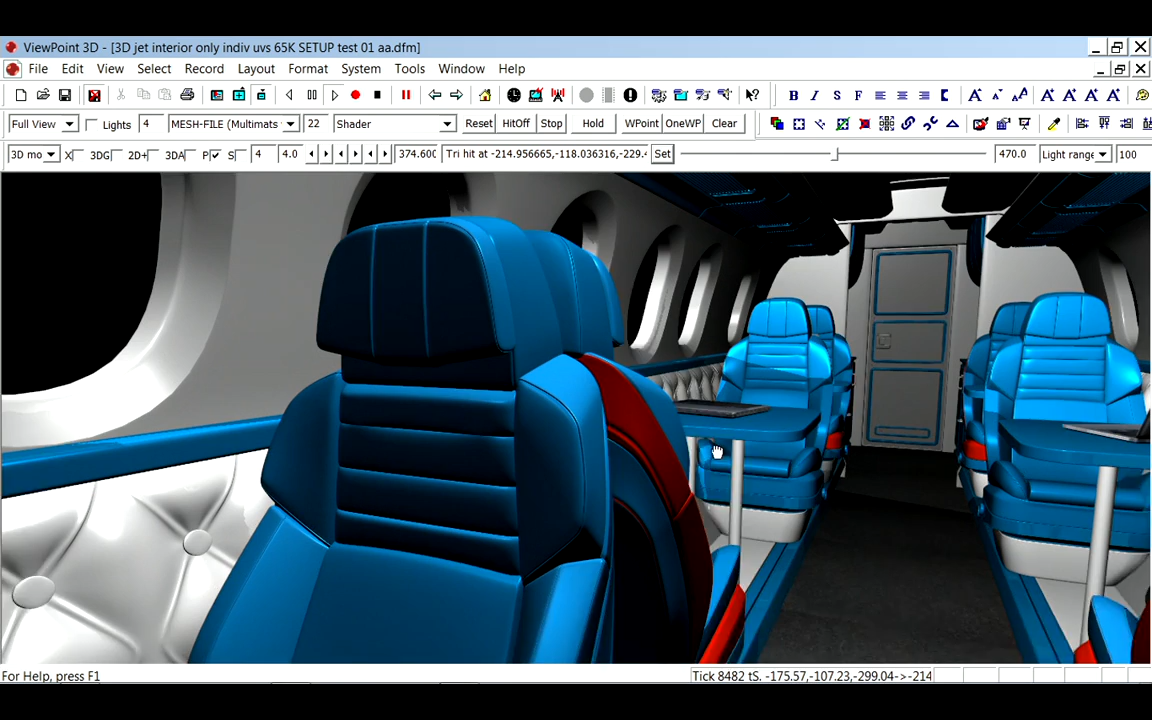 ViewPoint 3D - [3D jet interior only indiv uvs 65K SETUP test 01 aa.dfm]
File Edit View Select Record Layout Format System Tools Window Help
B I S F
Full View Lights 4 MESH-FILE (Multimats 22 Shader Reset HitOff Stop Hold WPoint OneWP Clear
3D mo X 3DG 2D+ 3DA P S 4 4.0 374.600 Tri hit at -214.956665,-118.036316,-229.4 Set 470.0 Light range 100
For Help, press F1 Tick 8482 tS. -175.57,-107.23,-299.04->-214